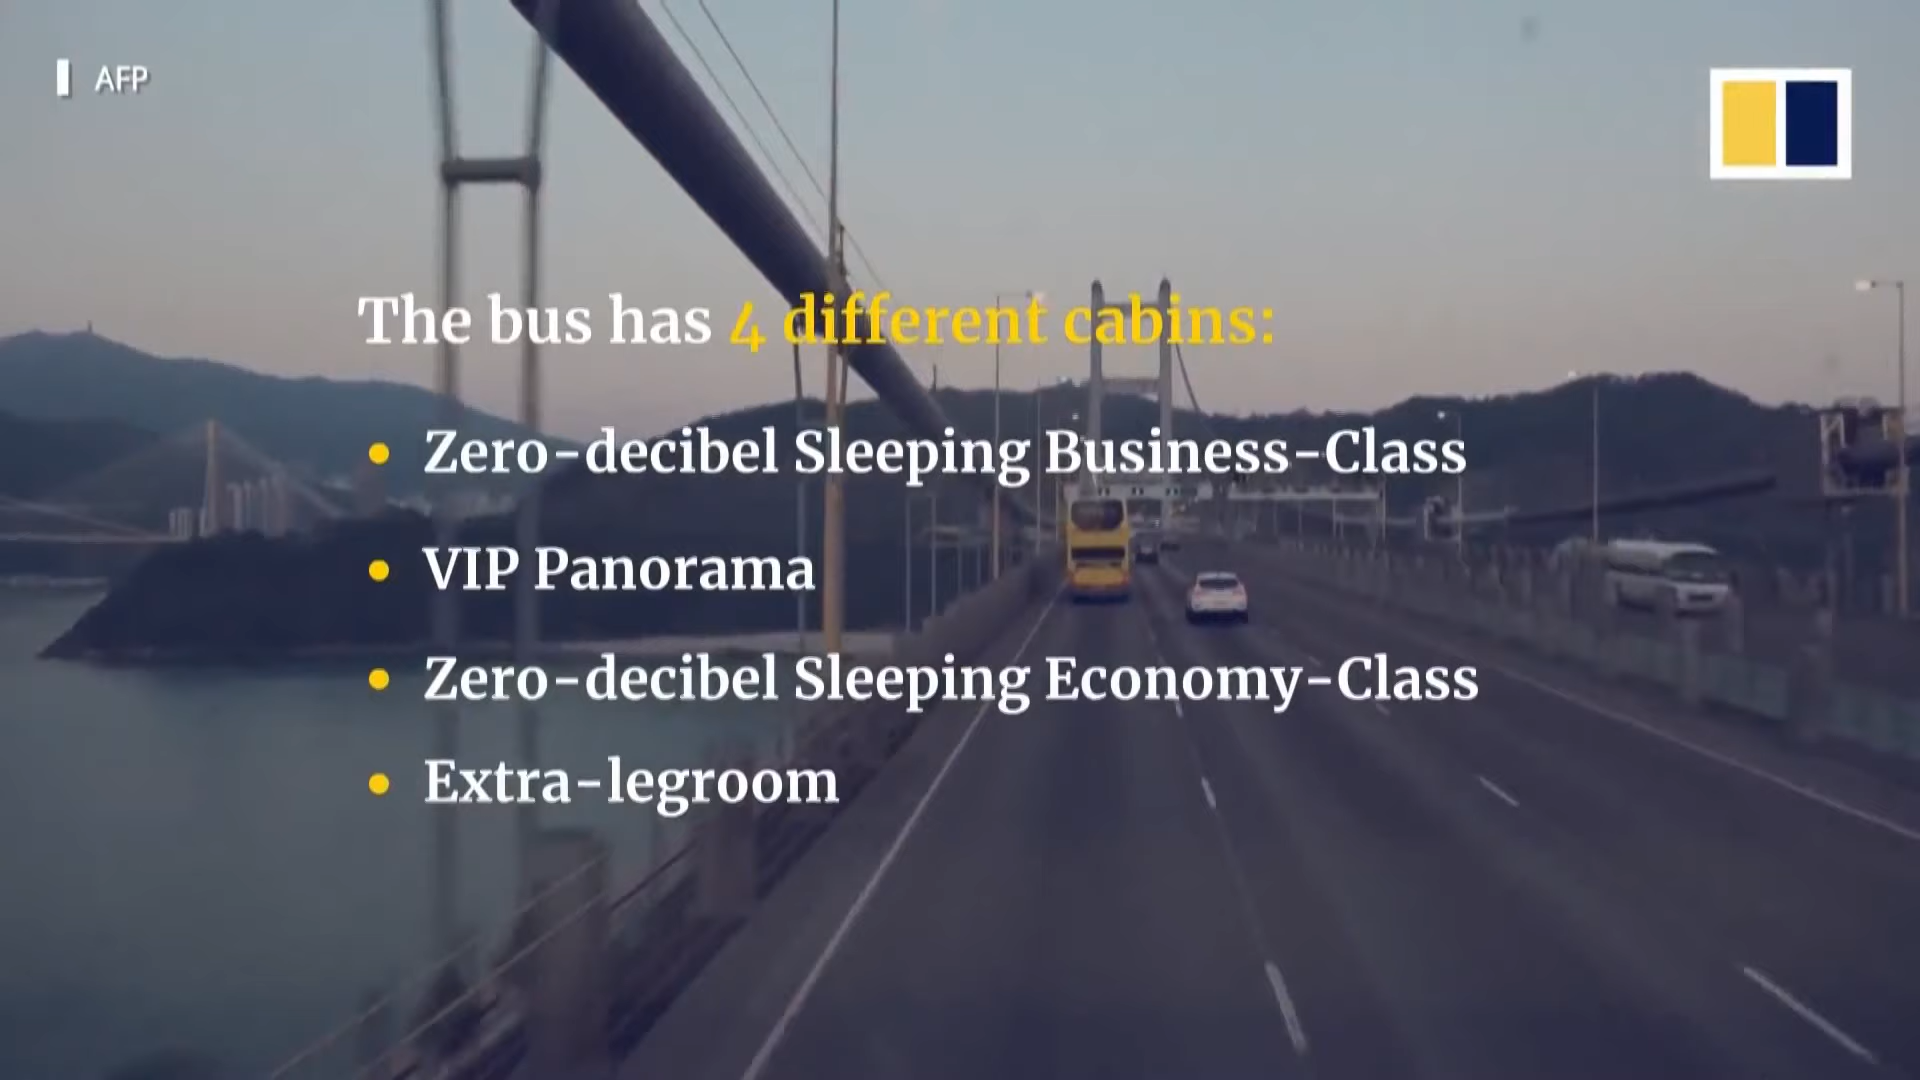 AFP
The bus has 4 different cabins:
• Zero-decibel Sleeping Business-Class
• VIP Panorama
• Zero-decibel Sleeping Economy-Class
• Extra-legroom